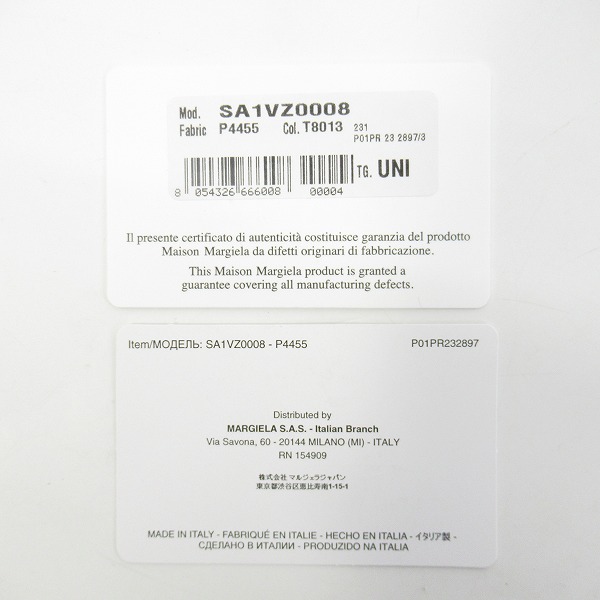 Mod. SA1VZ0008
Fabric P4455 Col. T8013 231
P01PR 23 2897/3
TG. UNI
8 054326 666008 00004
Il presente certificato di autenticità costituisce garanzia del prodotto
Maison Margiela da difetti originari di fabbricazione.
This Maison Margiela product is granted a
guarantee covering all manufacturing defects.
Item/МОДЕЛЬ: SA1VZ0008 - P4455 P01PR232897
Distributed by
MARGIELA S.A.S. - Italian Branch
Via Savona, 60 - 20144 MILANO (MI) - ITALY
RN 154909
株式会社 マルジェラジャパン
東京都渋谷区恵比寿南1-15-1
MADE IN ITALY - FABRIQUÉ EN ITALIE - HECHO EN ITALIA - イタリア製 -
СДЕЛАНО В ИТАЛИИ - PRODUZIDO NA ITALIA